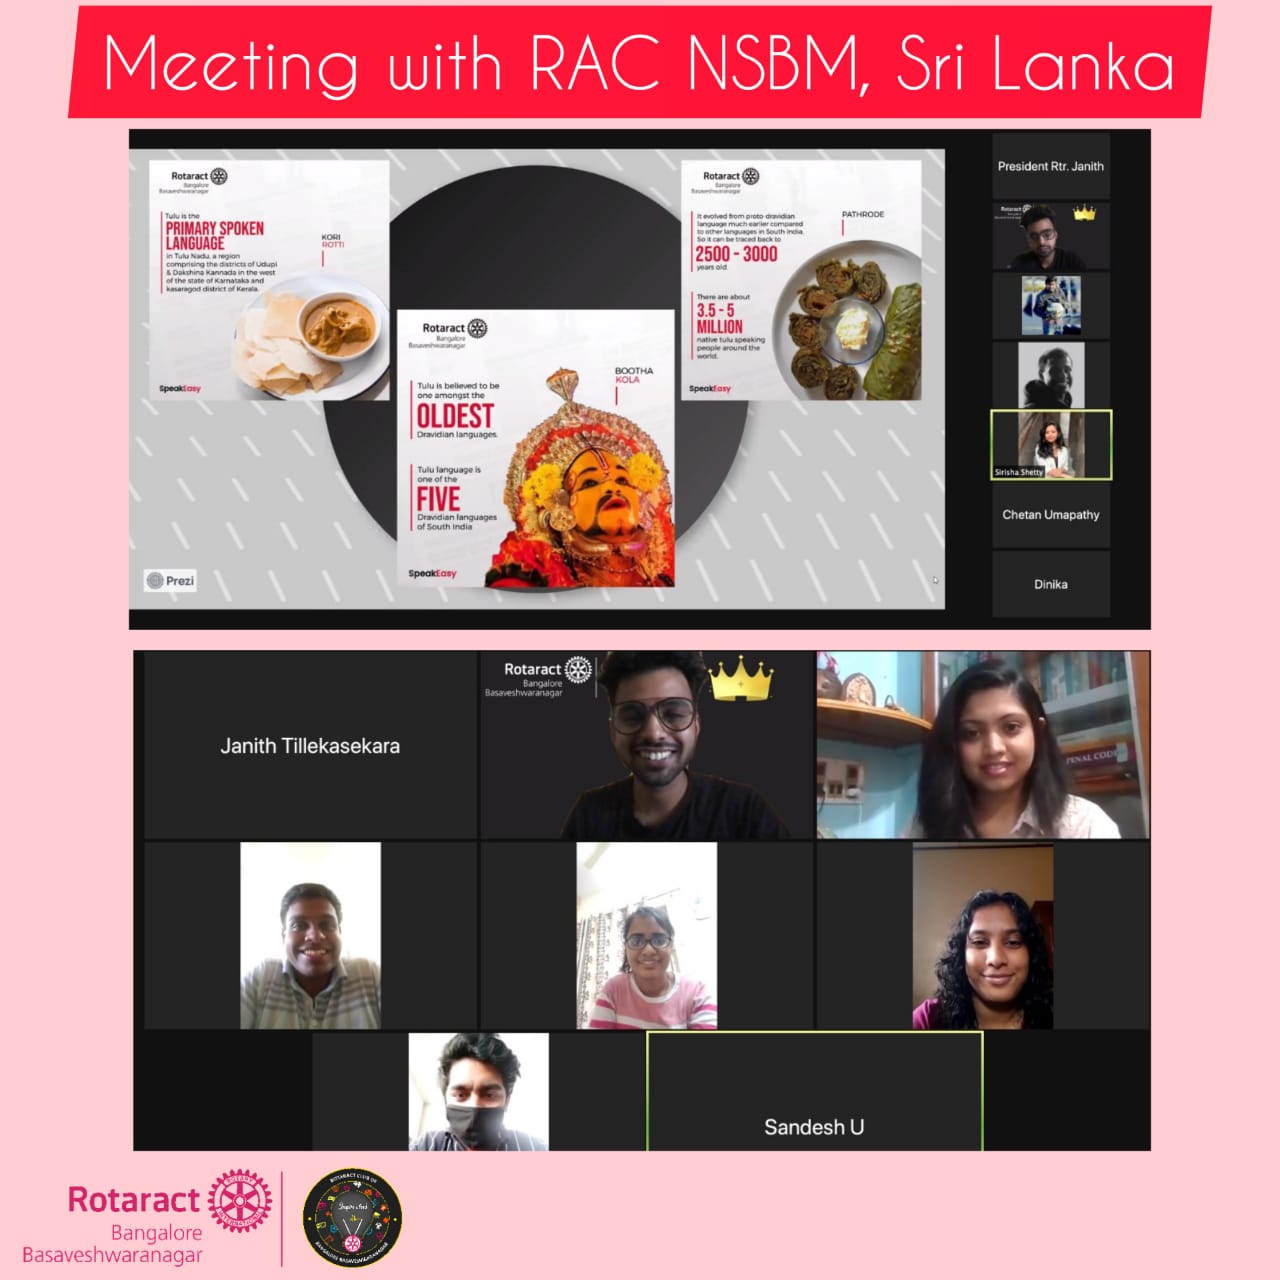 Meeting with RAC NSBM, Sri Lanka
Rotaract
Bangalore
Basaveshwaranagar
Tulu is the
PRIMARY SPOKEN
LANGUAGE
in Tulu Nadu, a region
comprising the districts of Udupi
& Dakshina Kannada in the west
of the state of Karnataka and
kasaragod district of Kerala.
KORI
ROTTI
SpeakEasy
Rotaract
Bangalore
Basaveshwaranagar
Tulu is believed to be
one amongst the
OLDEST
Dravidian languages.
Tulu language is
one of the
FIVE
Dravidian languages
of South India
BOOTHA
KOLA
SpeakEasy
Rotaract
Bangalore
Basaveshwaranagar
It evolved from proto-dravidian
language much earlier compared
to other languages in South India.
So it can be traced back to
2500 - 3000
years old.
There are about
3.5 - 5
MILLION
native tulu speaking
people around the
world.
PATHRODE
SpeakEasy
Prezi
President Rtr. Janith
Rotaract
Sirisha Shetty
Chetan Umapathy
Dinika
Janith Tillekasekara
Rotaract
Bangalore
Basaveshwaranagar
PENAL CODE
Sandesh U
Rotaract
Bangalore
Basaveshwaranagar
ROTARY
INTERNATIONAL
ROTARACT CLUB OF
BANGALORE BASAVESHWARANAGAR